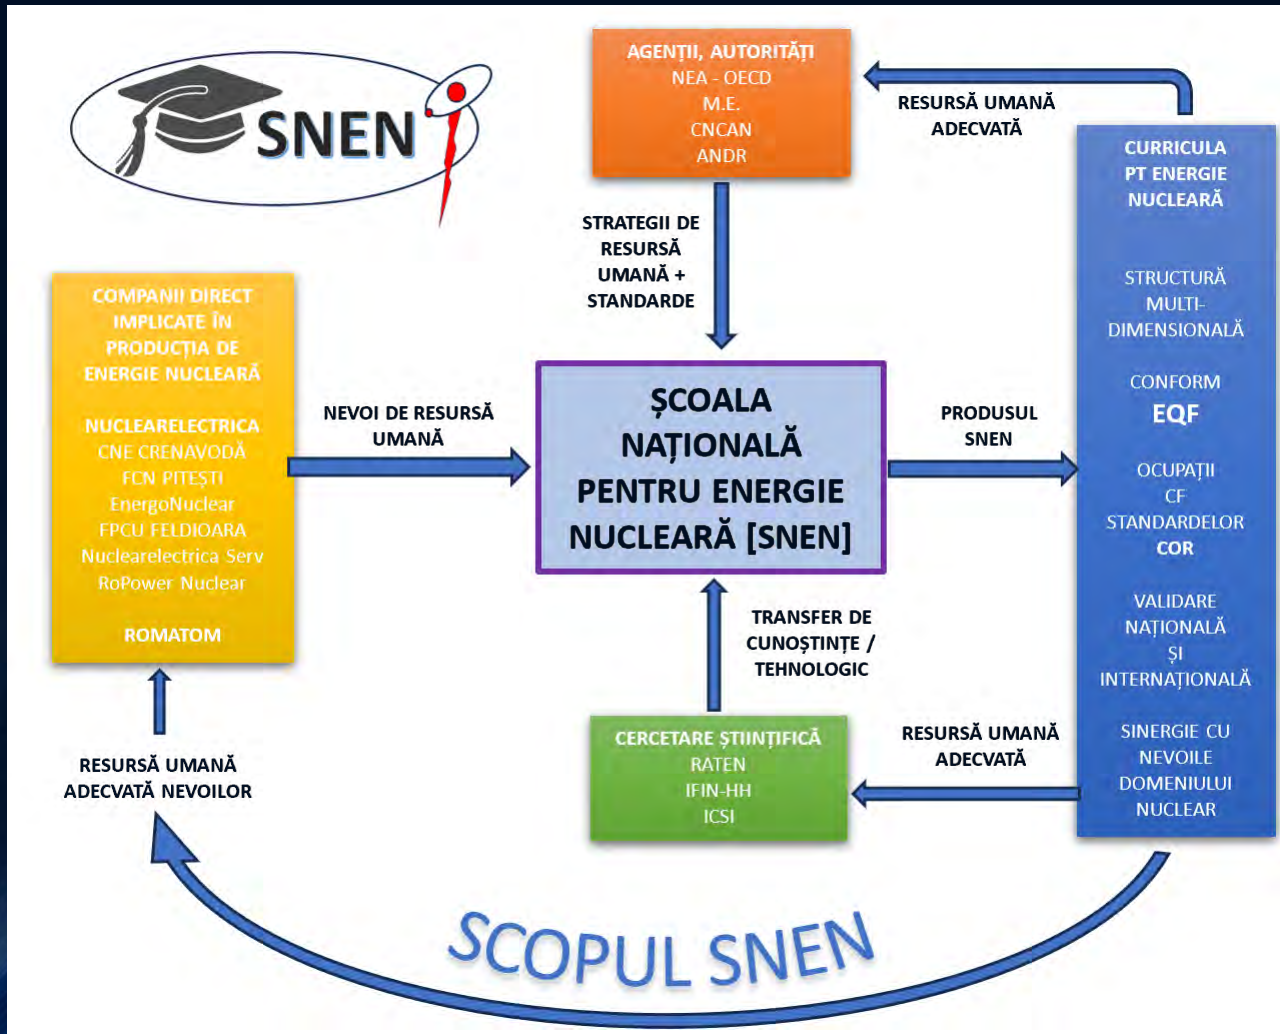 SNEN
AGENȚII, AUTORITĂȚI
NEA - OECD
M.E.
CNCAN
ANDR
RESURSĂ UMANĂ
ADECVATĂ
CURRICULA
PT ENERGIE
NUCLEARĂ
STRUCTURĂ
MULTI-
DIMENSIONALĂ
CONFORM
EQF
OCUPAȚII
CF
STANDARDELOR
COR
VALIDARE
NAȚIONALĂ
ȘI
INTERNAȚIONALĂ
SINERGIE CU
NEVOILE
DOMENIULUI
NUCLEAR
STRATEGII DE
RESURSĂ
UMANĂ +
STANDARDE
COMPANII DIRECT
IMPLICATE ÎN
PRODUCȚIA DE
ENERGIE NUCLEARĂ
NUCLEARELECTRICA
CNE CRENAVODĂ
FCN PITEȘTI
EnergoNuclear
FPCU FELDIOARA
Nuclearelectrica Serv
RoPower Nuclear
ROMATOM
NEVOI DE RESURSĂ
UMANĂ
ȘCOALA
NAȚIONALĂ
PENTRU ENERGIE
NUCLEARĂ [SNEN]
PRODUSUL
SNEN
TRANSFER DE
CUNOȘTINȚE /
TEHNOLOGIC
CERCETARE ȘTIINȚIFICĂ
RATEN
IFIN-HH
ICSI
RESURSĂ UMANĂ
ADECVATĂ
RESURSĂ UMANĂ
ADECVATĂ NEVOILOR
SCOPUL SNEN